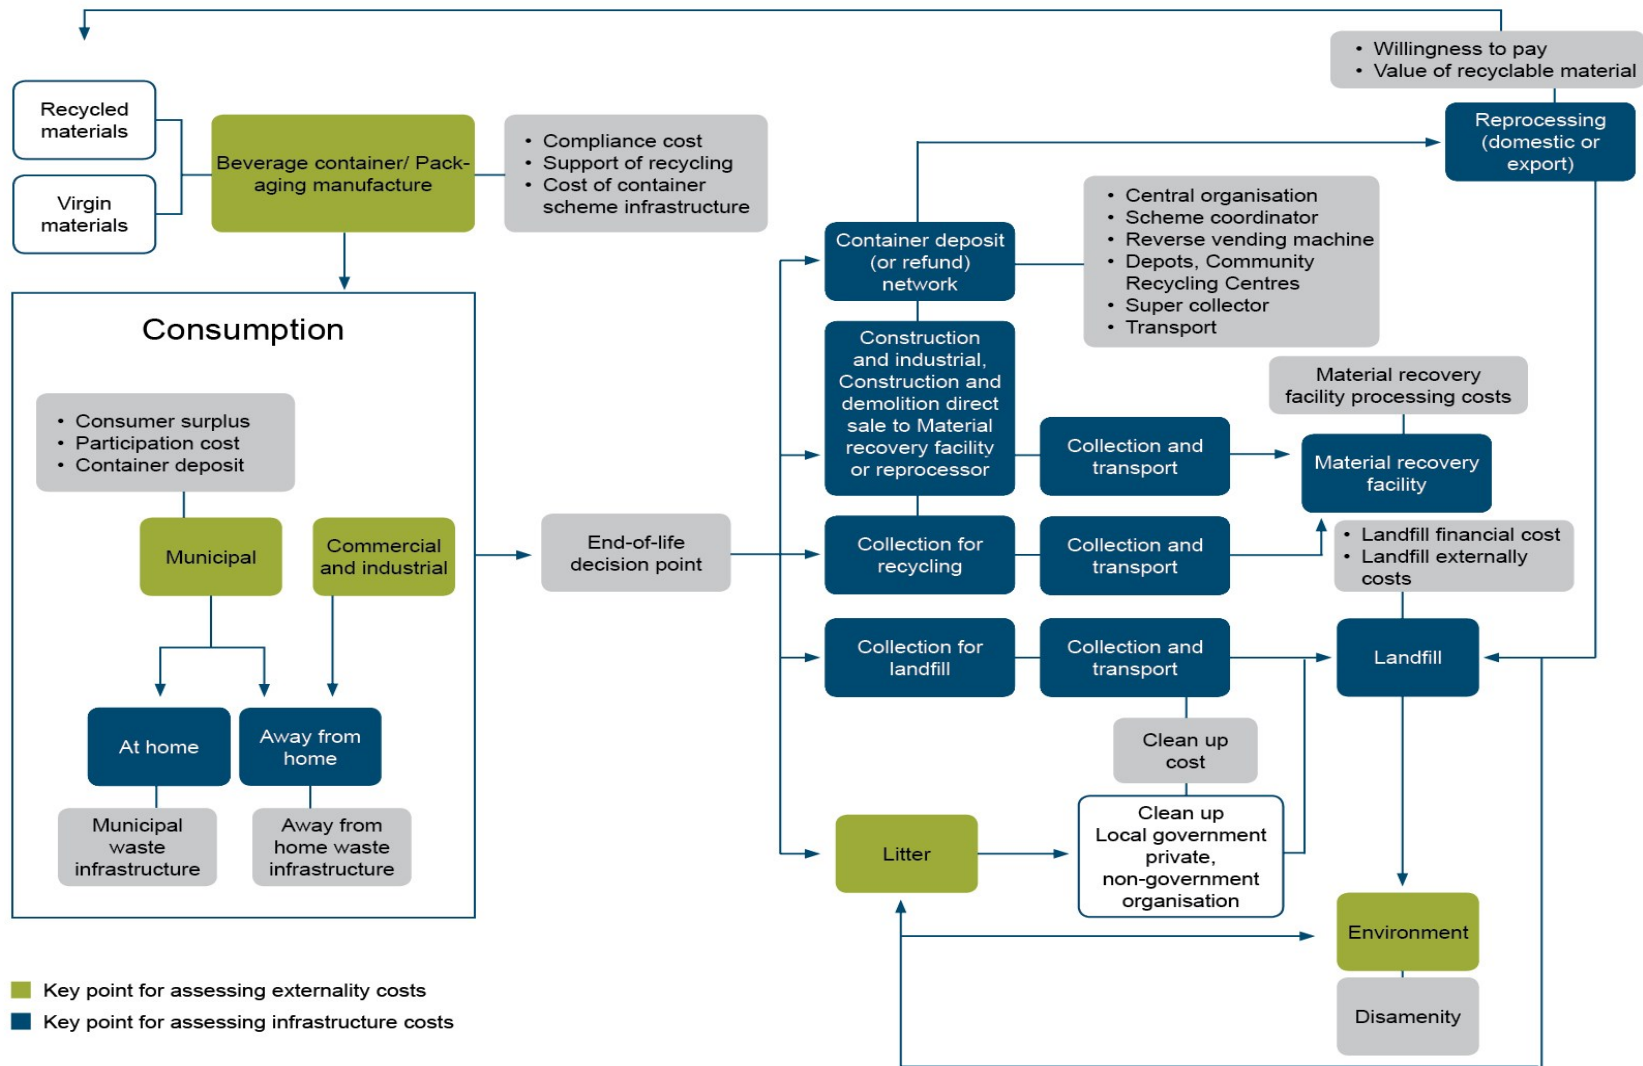 • Willingness to pay
• Value of recyclable material
Recycled
materials
Virgin
materials
Beverage container/ Pack-
aging manufacture
• Compliance cost
• Support of recycling
• Cost of container
scheme infrastructure
Reprocessing
(domestic or
export)
Container deposit
(or refund)
network
• Central organisation
• Scheme coordinator
• Reverse vending machine
• Depots, Community
Recycling Centres
• Super collector
• Transport
Consumption
• Consumer surplus
• Participation cost
• Container deposit
Municipal
Commercial
and industrial
At home
Away from
home
Municipal
waste
infrastructure
Away from
home waste
infrastructure
End-of-life
decision point
Construction
and industrial,
Construction and
demolition direct
sale to Material
recovery facility
or reprocessor
Collection and
transport
Material recovery
facility processing costs
Material recovery
facility
Collection for
recycling
Collection and
transport
• Landfill financial cost
• Landfill externally
costs
Collection for
landfill
Collection and
transport
Landfill
Clean up
cost
Litter
Clean up
Local government
private,
non-government
organisation
Environment
Disamenity
Key point for assessing externality costs
Key point for assessing infrastructure costs